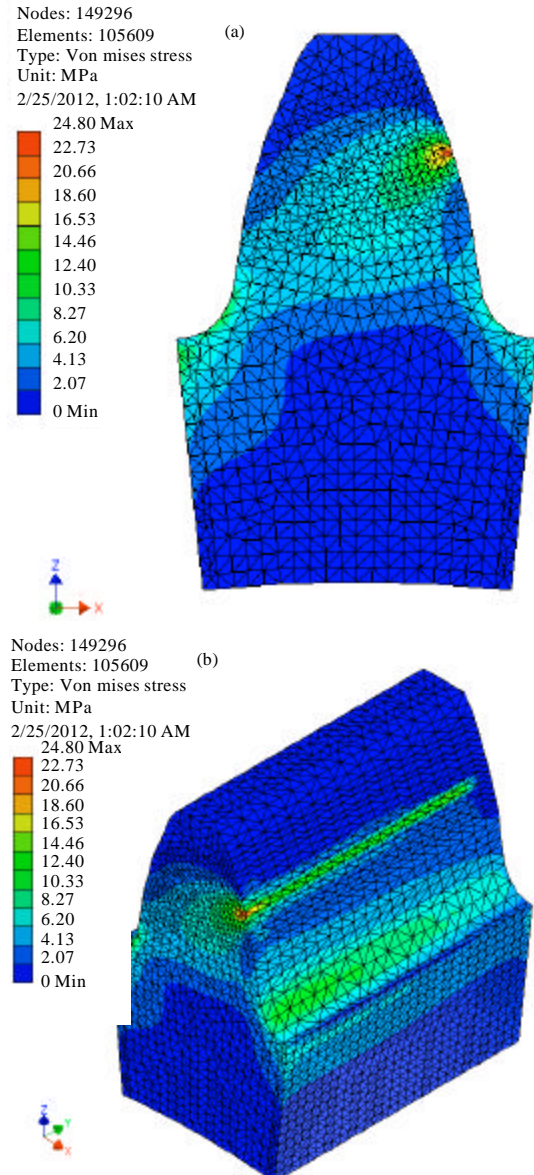 Nodes: 149296
(a)
Elements: 105609
Type: Von mises stress
Unit: MPa
2/25/2012, 1:02:10 AM
24.80 Max
22.73
20.66
18.60
16.53
14.46
12.40
10.33
8.27
6.20
4.13
2.07
0 Min
Z
X
Nodes: 149296
(b)
Elements: 105609
Type: Von mises stress
Unit: MPa
2/25/2012, 1:02:10 AM
24.80 Max
22.73
20.66
18.60
16.53
14.46
12.40
10.33
8.27
6.20
4.13
2.07
0 Min
Z
Y
X